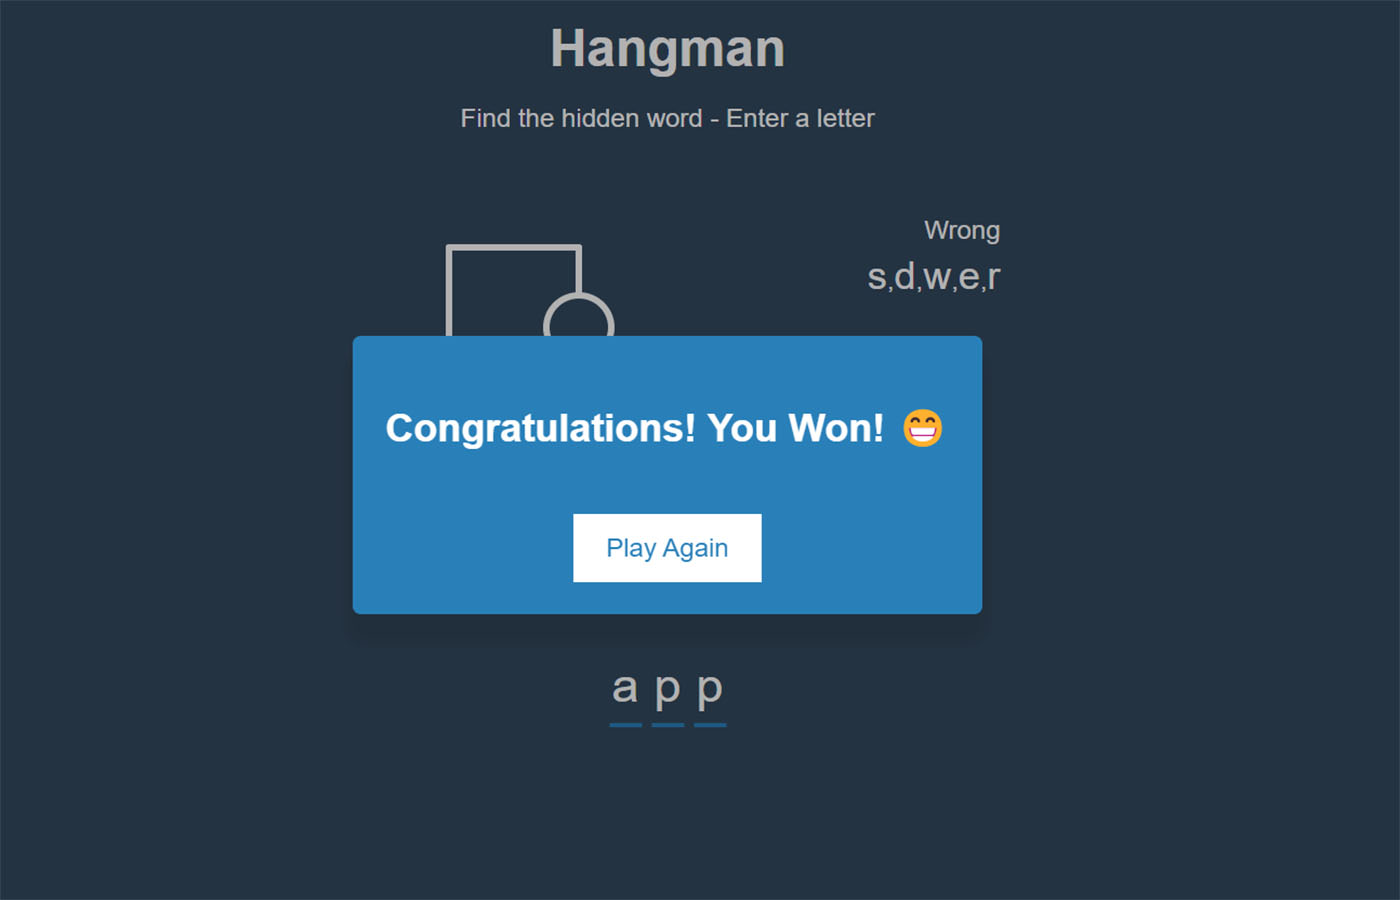 Hangman
Find the hidden word - Enter a letter
Wrong
s,d,w,e,r
Congratulations! You Won! 😁
Play Again
a p p